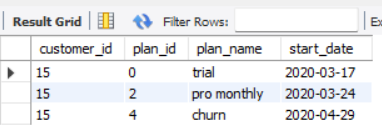 Result Grid Filter Rows: Ex
customer_id plan_id plan_name start_date
15 0 trial 2020-03-17
15 2 pro monthly 2020-03-24
15 4 churn 2020-04-29